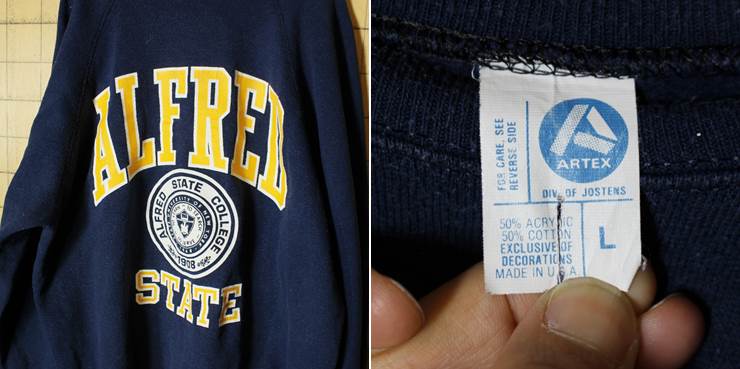 ALFRED
ALFRED STATE COLLEGE
1908
STATE
FOR CARE, SEE
REVERSE SIDE
ARTEX
DIV. OF JOSTENS
50% ACRYLIC
50% COTTON
EXCLUSIVE OF
DECORATIONS
MADE IN U.S.A.
L